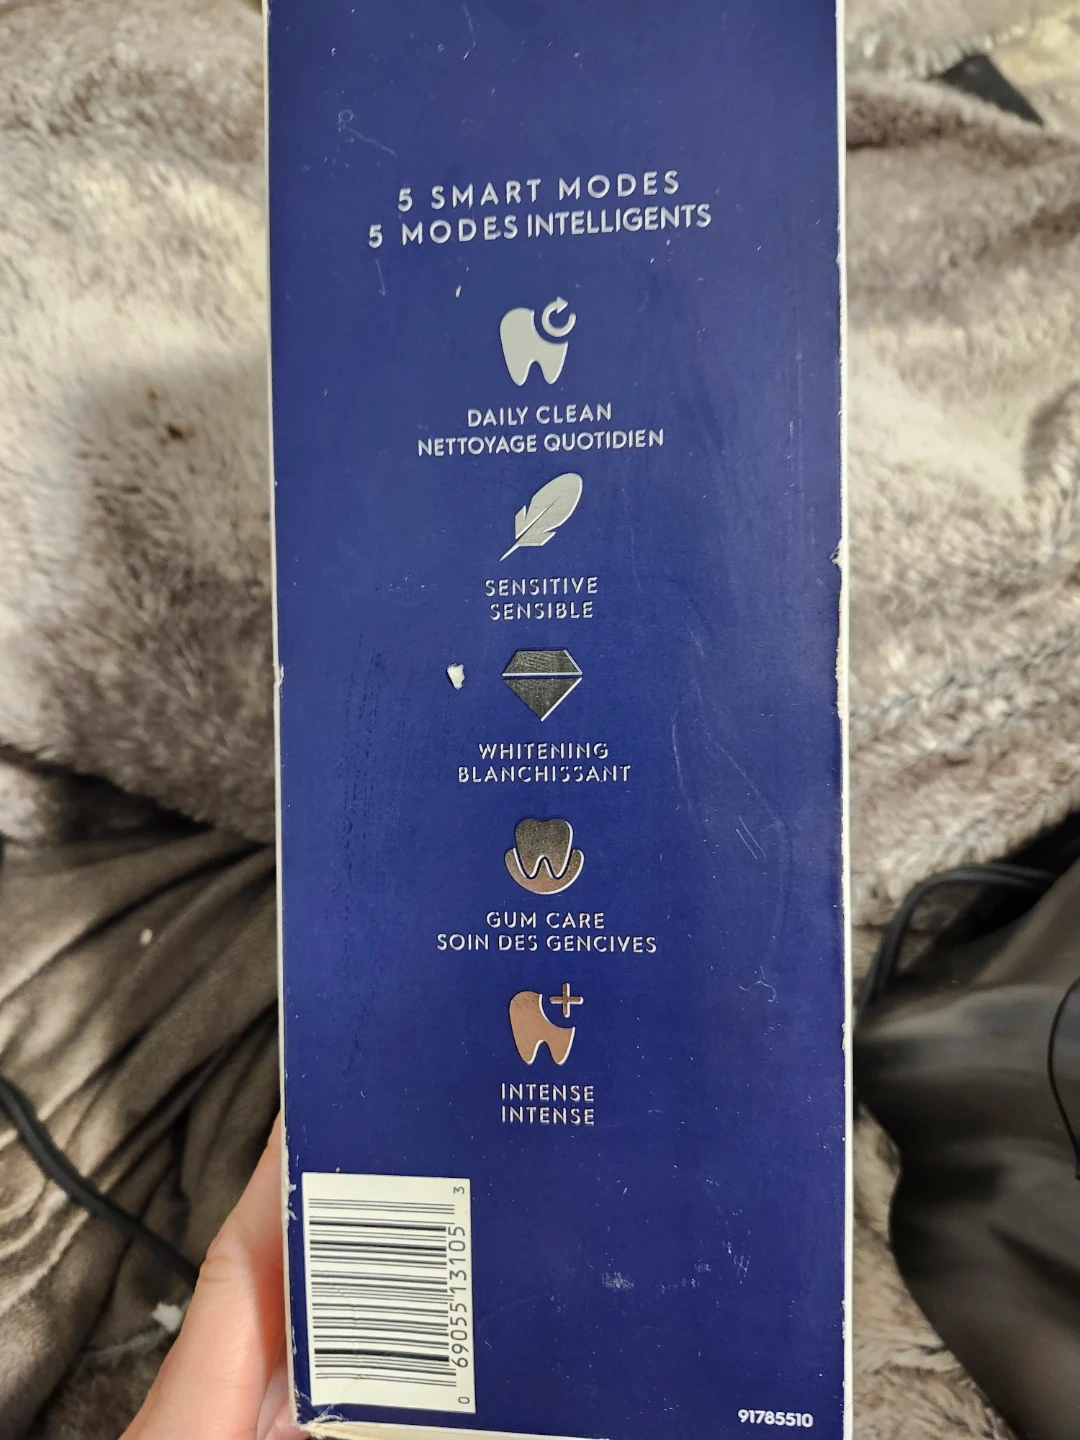 5 SMART MODES
5 MODES INTELLIGENTS
DAILY CLEAN
NETTOYAGE QUOTIDIEN
SENSITIVE
SENSIBLE
WHITENING
BLANCHISSANT
GUM CARE
SOIN DES GENCIVES
INTENSE
INTENSE
0 69055 13105 3
91785510